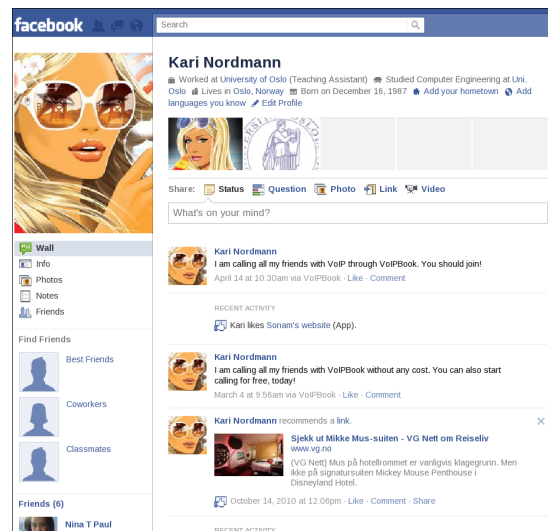 facebook
Search
Kari Nordmann
Worked at University of Oslo (Teaching Assistant) Studied Computer Engineering at Uni.
Oslo Lives in Oslo, Norway Born on December 16, 1987 Add your hometown Add
languages you know Edit Profile
Share: Status Question Photo Link Video
What's on your mind?
Wall
Info
Photos
Notes
Friends
Find Friends
Best Friends
Coworkers
Classmates
Friends (6)
Nina T Paul
Kari Nordmann
I am calling all my friends with VoIP through VoIPBook. You should join!
April 14 at 10:30am via VoIPBook · Like · Comment
RECENT ACTIVITY
Kari likes Sonam's website (App).
Kari Nordmann
I am calling all my friends with VoIPBook without any cost. You can also start
calling for free, today!
March 4 at 9:56am via VoIPBook · Like · Comment
Kari Nordmann recommends a link.
Sjekk ut Mikke Mus-suiten - VG Nett om Reiseliv
www.vg.no
(VG Nett) Mus på hotellrommet er vanligvis klagegrunn. Men
ikke på signatursuiten Mickey Mouse Penthouse i
Disneyland Hotel.
October 14, 2010 at 12:06pm · Like · Comment · Share
RECENT ACTIVITY